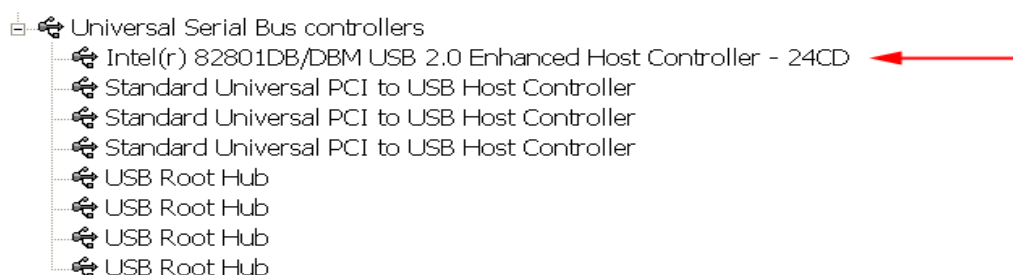 Universal Serial Bus controllers
Intel(r) 82801DB/DBM USB 2.0 Enhanced Host Controller - 24CD
Standard Universal PCI to USB Host Controller
Standard Universal PCI to USB Host Controller
Standard Universal PCI to USB Host Controller
USB Root Hub
USB Root Hub
USB Root Hub
USB Root Hub